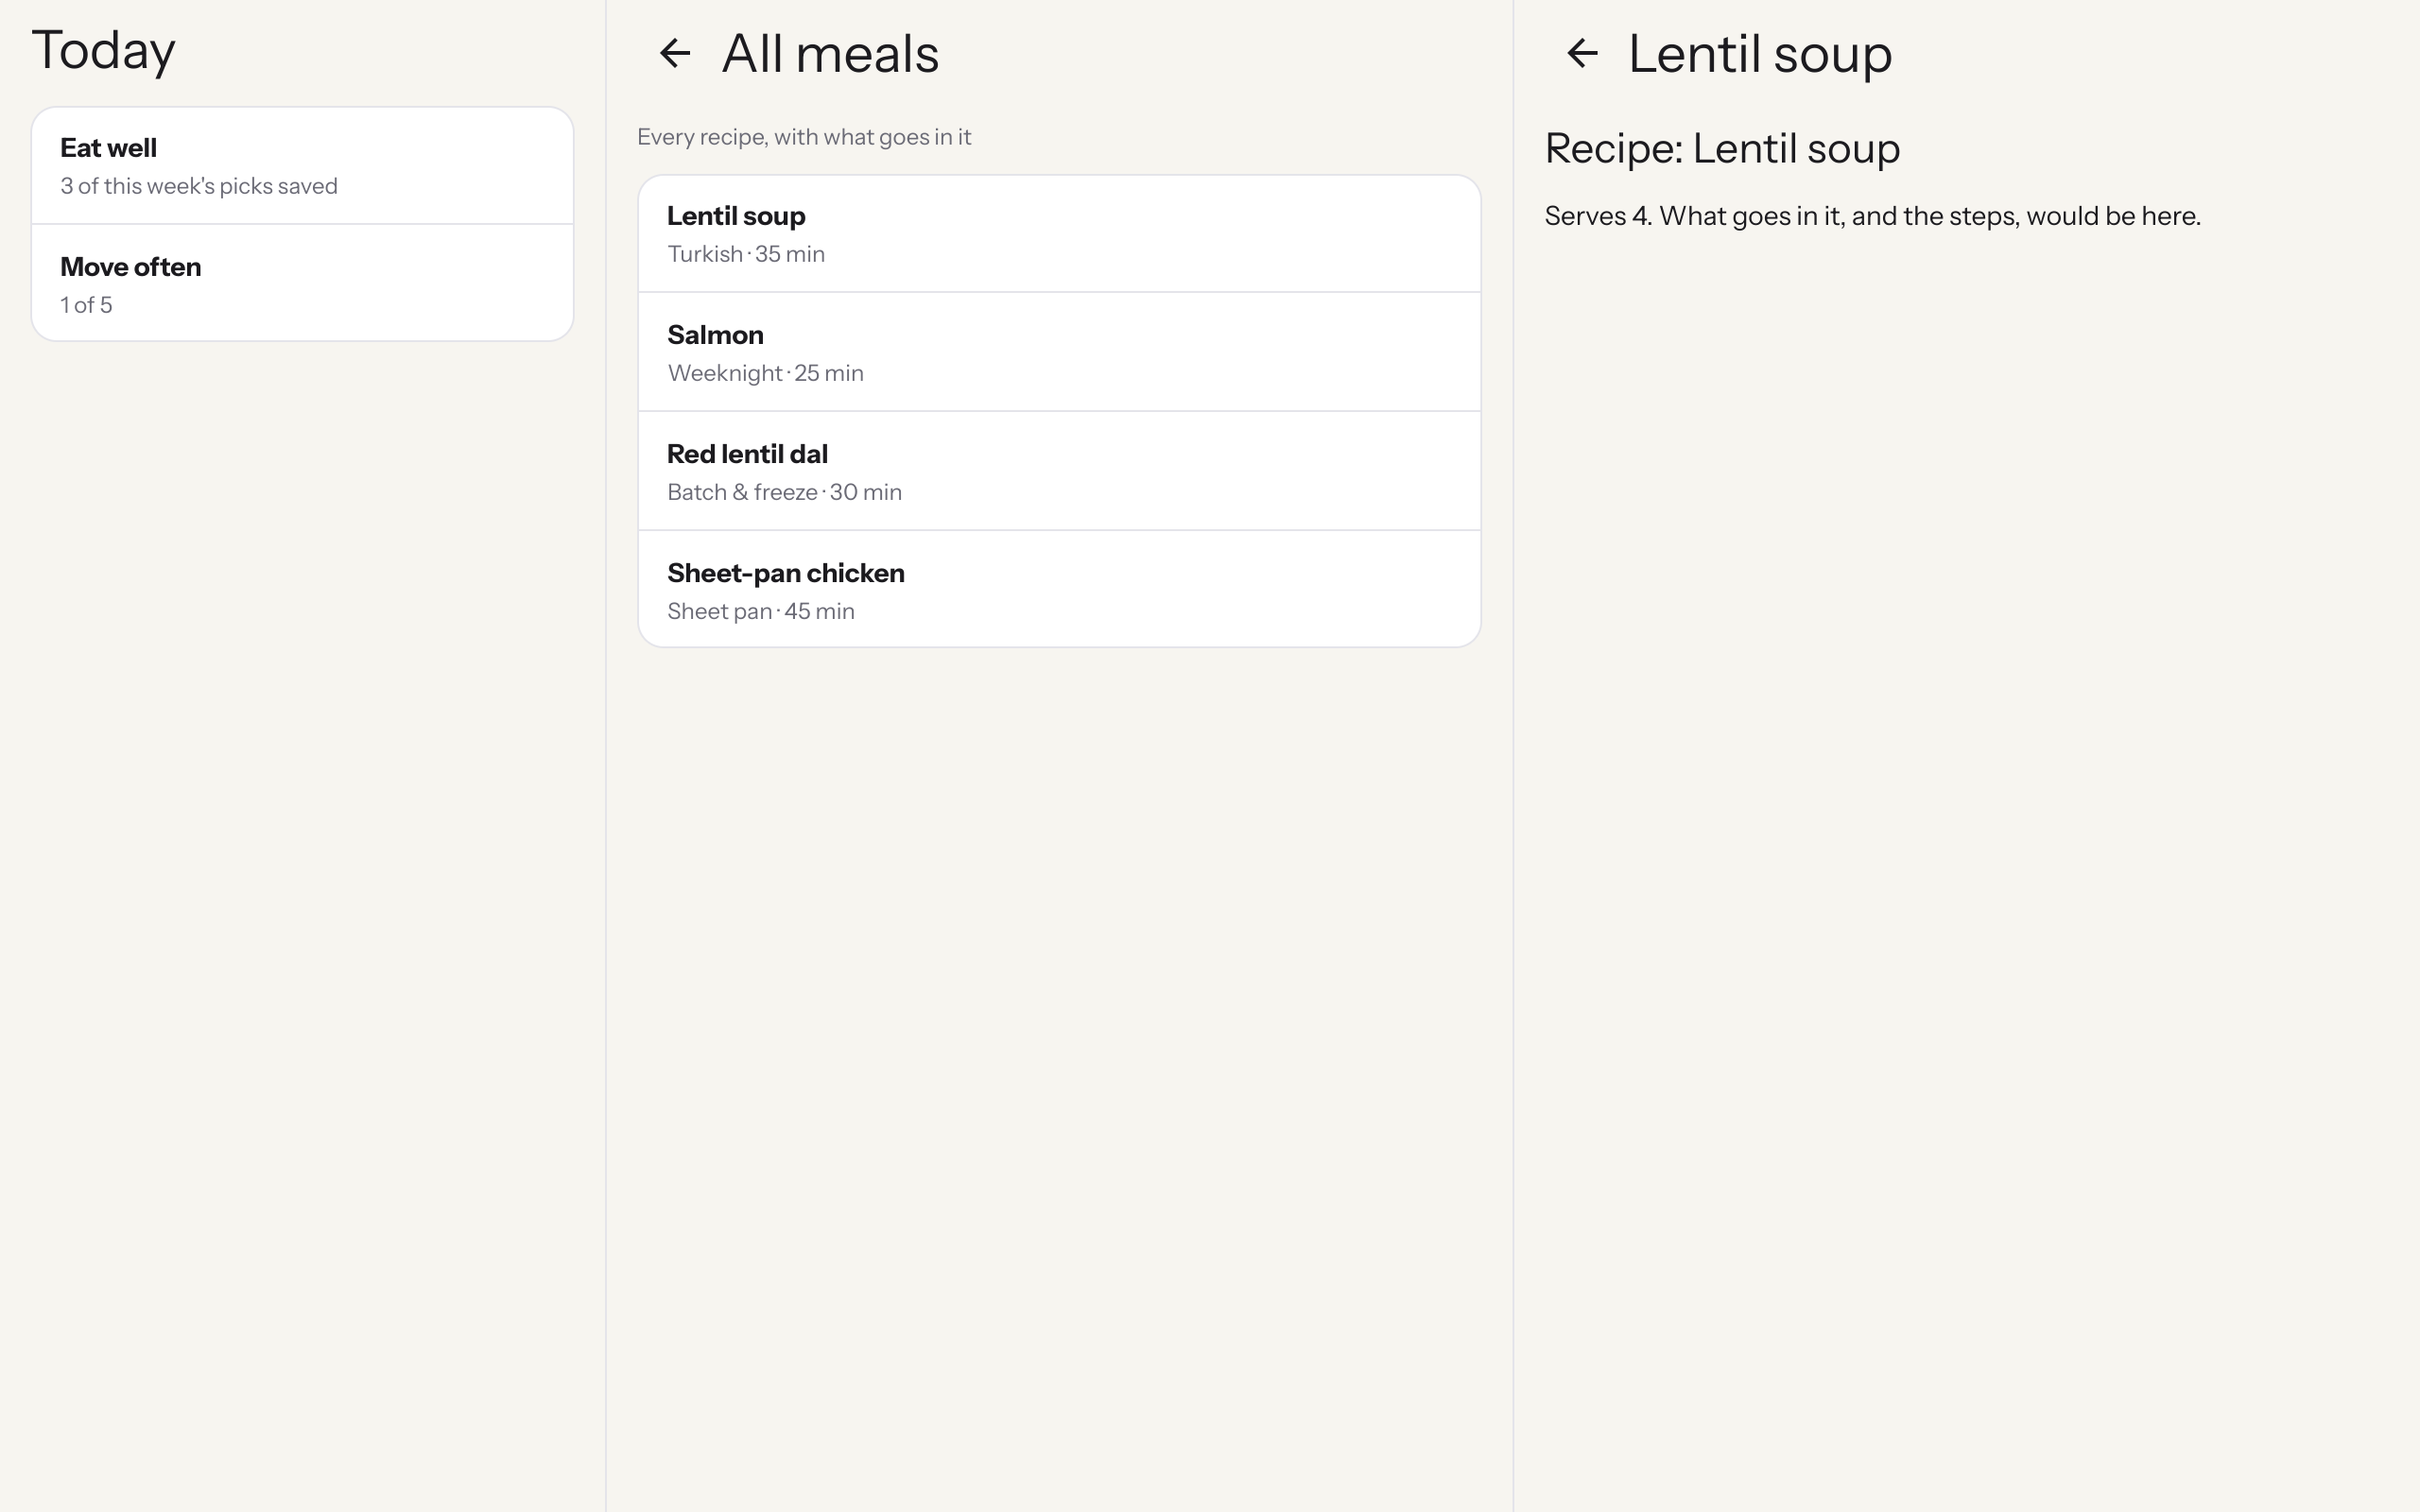 Today
Eat well
3 of this week's picks saved
Move often
1 of 5
All meals
Every recipe, with what goes in it
Lentil soup
Turkish · 35 min
Salmon
Weeknight · 25 min
Red lentil dal
Batch & freeze · 30 min
Sheet-pan chicken
Sheet pan · 45 min
Lentil soup
Recipe: Lentil soup
Serves 4. What goes in it, and the steps, would be here.